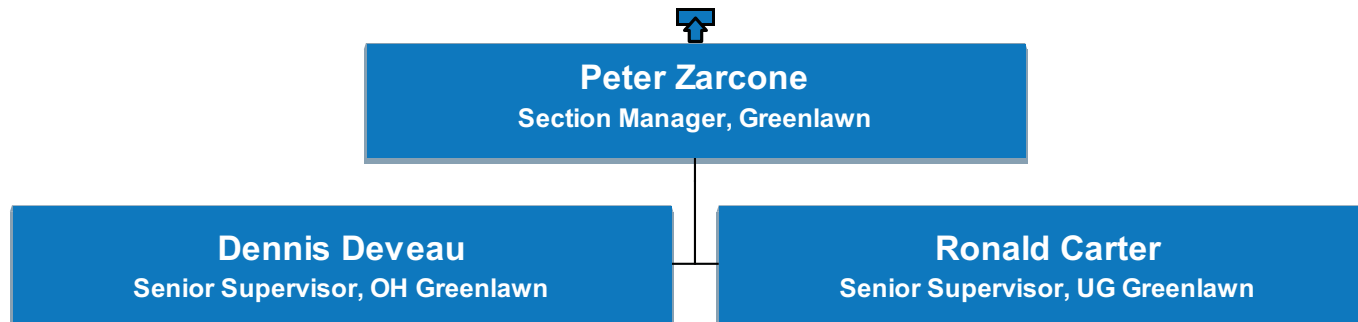 Peter Zarcone
Section Manager, Greenlawn
Dennis Deveau
Senior Supervisor, OH Greenlawn
Ronald Carter
Senior Supervisor, UG Greenlawn